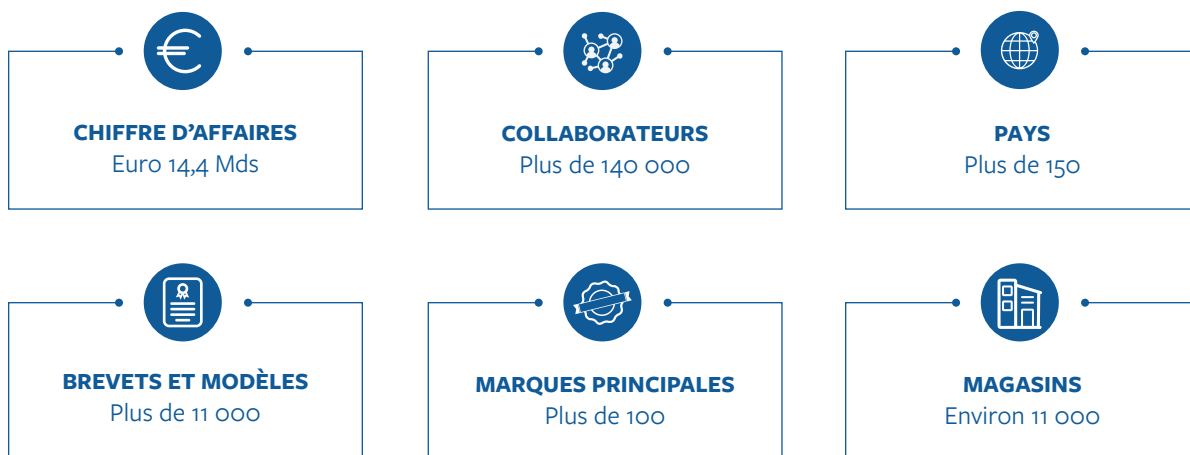 CHIFFRE D’AFFAIRES
Euro 14,4 Mds
COLLABORATEURS
Plus de 140 000
PAYS
Plus de 150
BREVETS ET MODÈLES
Plus de 11 000
MARQUES PRINCIPALES
Plus de 100
MAGASINS
Environ 11 000